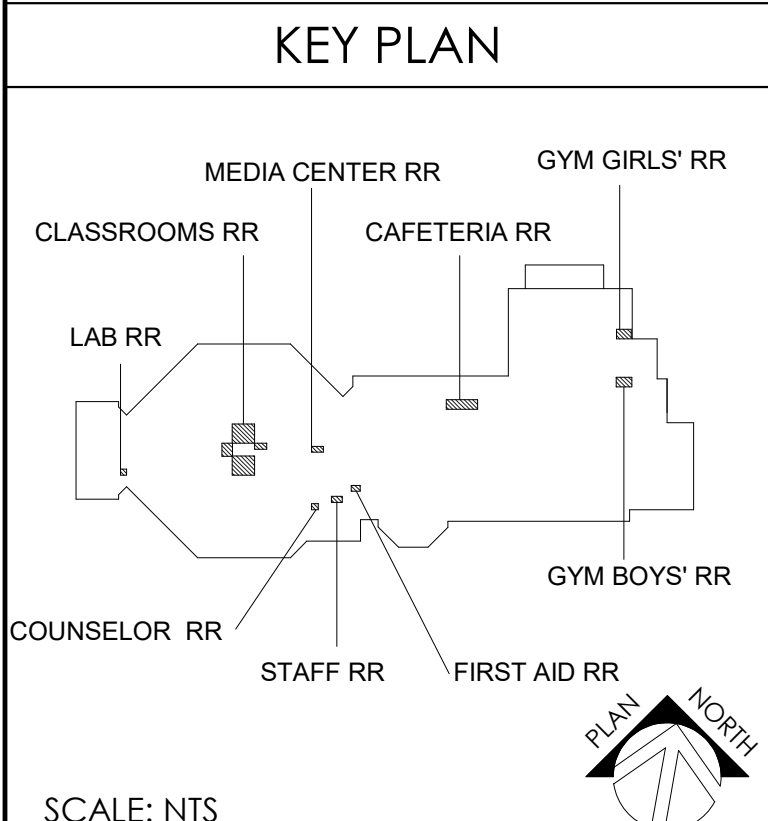 KEY PLAN
GYM GIRLS' RR
MEDIA CENTER RR
CLASSROOMS RR
CAFETERIA RR
LAB RR
GYM BOYS' RR
COUNSELOR  RR
STAFF RR
FIRST AID RR
PLAN NORTH
SCALE: NTS